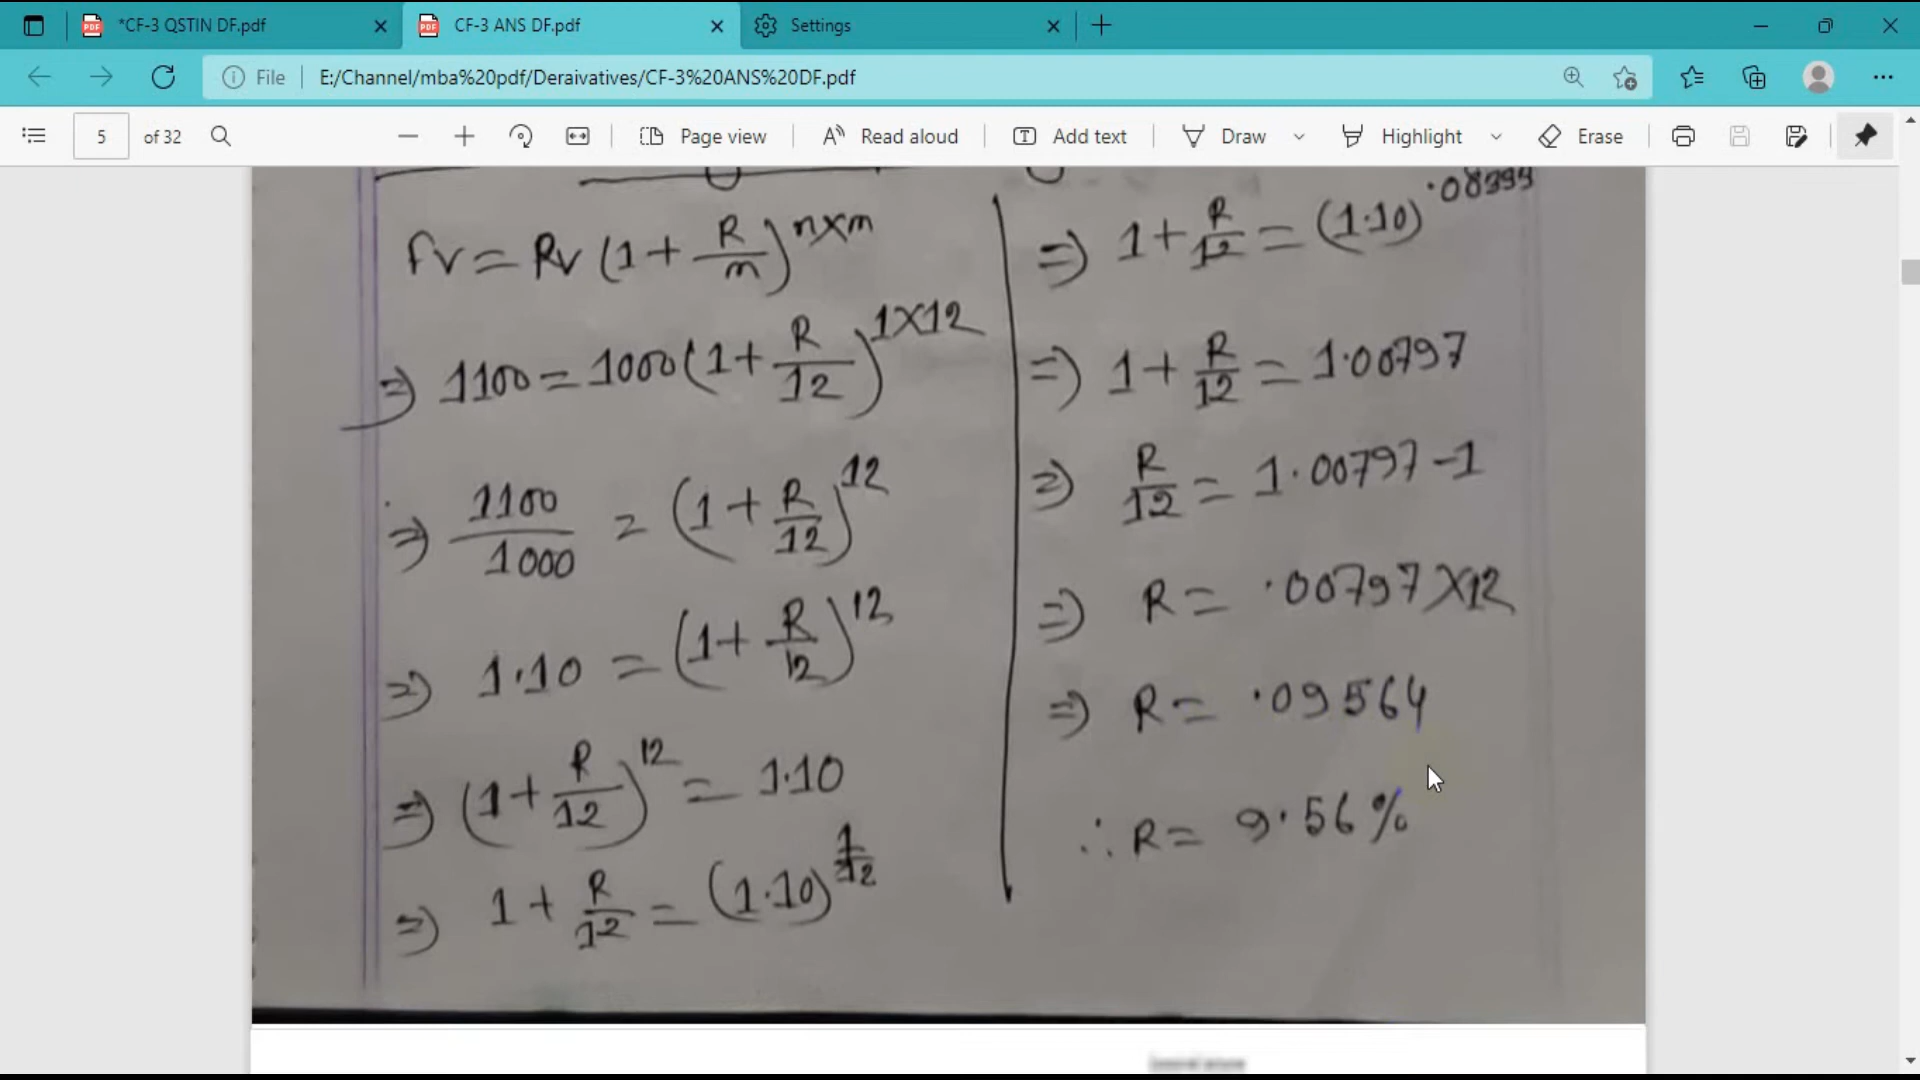 *CF-3 QSTIN DF.pdf
CF-3 ANS DF.pdf
Settings
File
E:/Channel/mba%20pdf/Deraivatives/CF-3%20ANS%20DF.pdf
5 of 32
Page view
Read aloud
Add text
Draw
Highlight
Erase
FV = PV (1 + R/m)^n×m
⇒ 1100 = 1000 (1 + R/12)^1×12
⇒ 1100/1000 = (1 + R/12)^12
⇒ 1.10 = (1 + R/12)^12
⇒ (1 + R/12)^12 = 1.10
⇒ 1 + R/12 = (1.10)^1/12
⇒ 1 + R/12 = (1.10)
⇒ 1 + R/12 = 1.00797
⇒ R/12 = 1.00797 - 1
⇒ R = .00797 × 12
⇒ R = .09564
∴ R = 9.56%